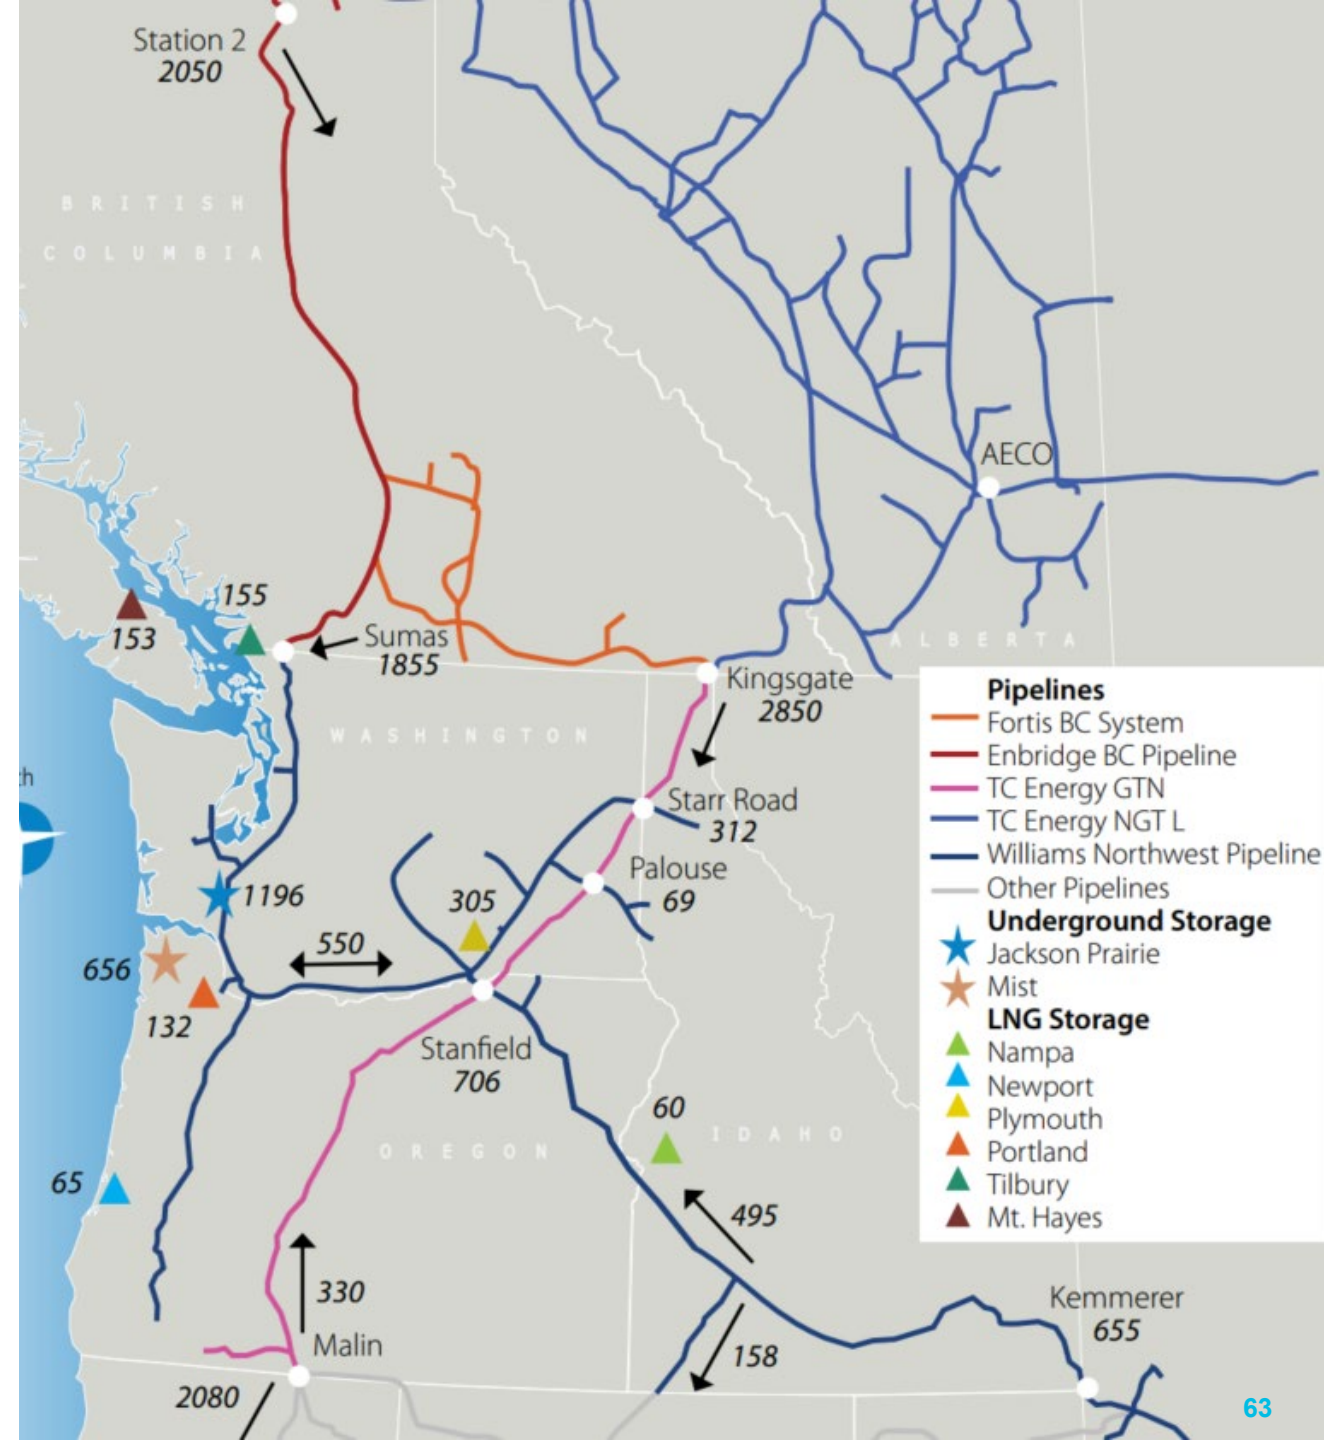 Station 2
2050
BRITISH
COLUMBIA
AECO
155
153
Sumas
1855
ALBERTA
Kingsgate
2850
WASHINGTON
th
Starr Road
312
Palouse
69
1196
305
550
656
132
Stanfield
706
60
IDAHO
OREGON
65
495
330
Malin
158
2080
Kemmerer
655
Pipelines
Fortis BC System
Enbridge BC Pipeline
TC Energy GTN
TC Energy NGT L
Williams Northwest Pipeline
Other Pipelines
Underground Storage
Jackson Prairie
Mist
LNG Storage
Nampa
Newport
Plymouth
Portland
Tilbury
Mt. Hayes
63